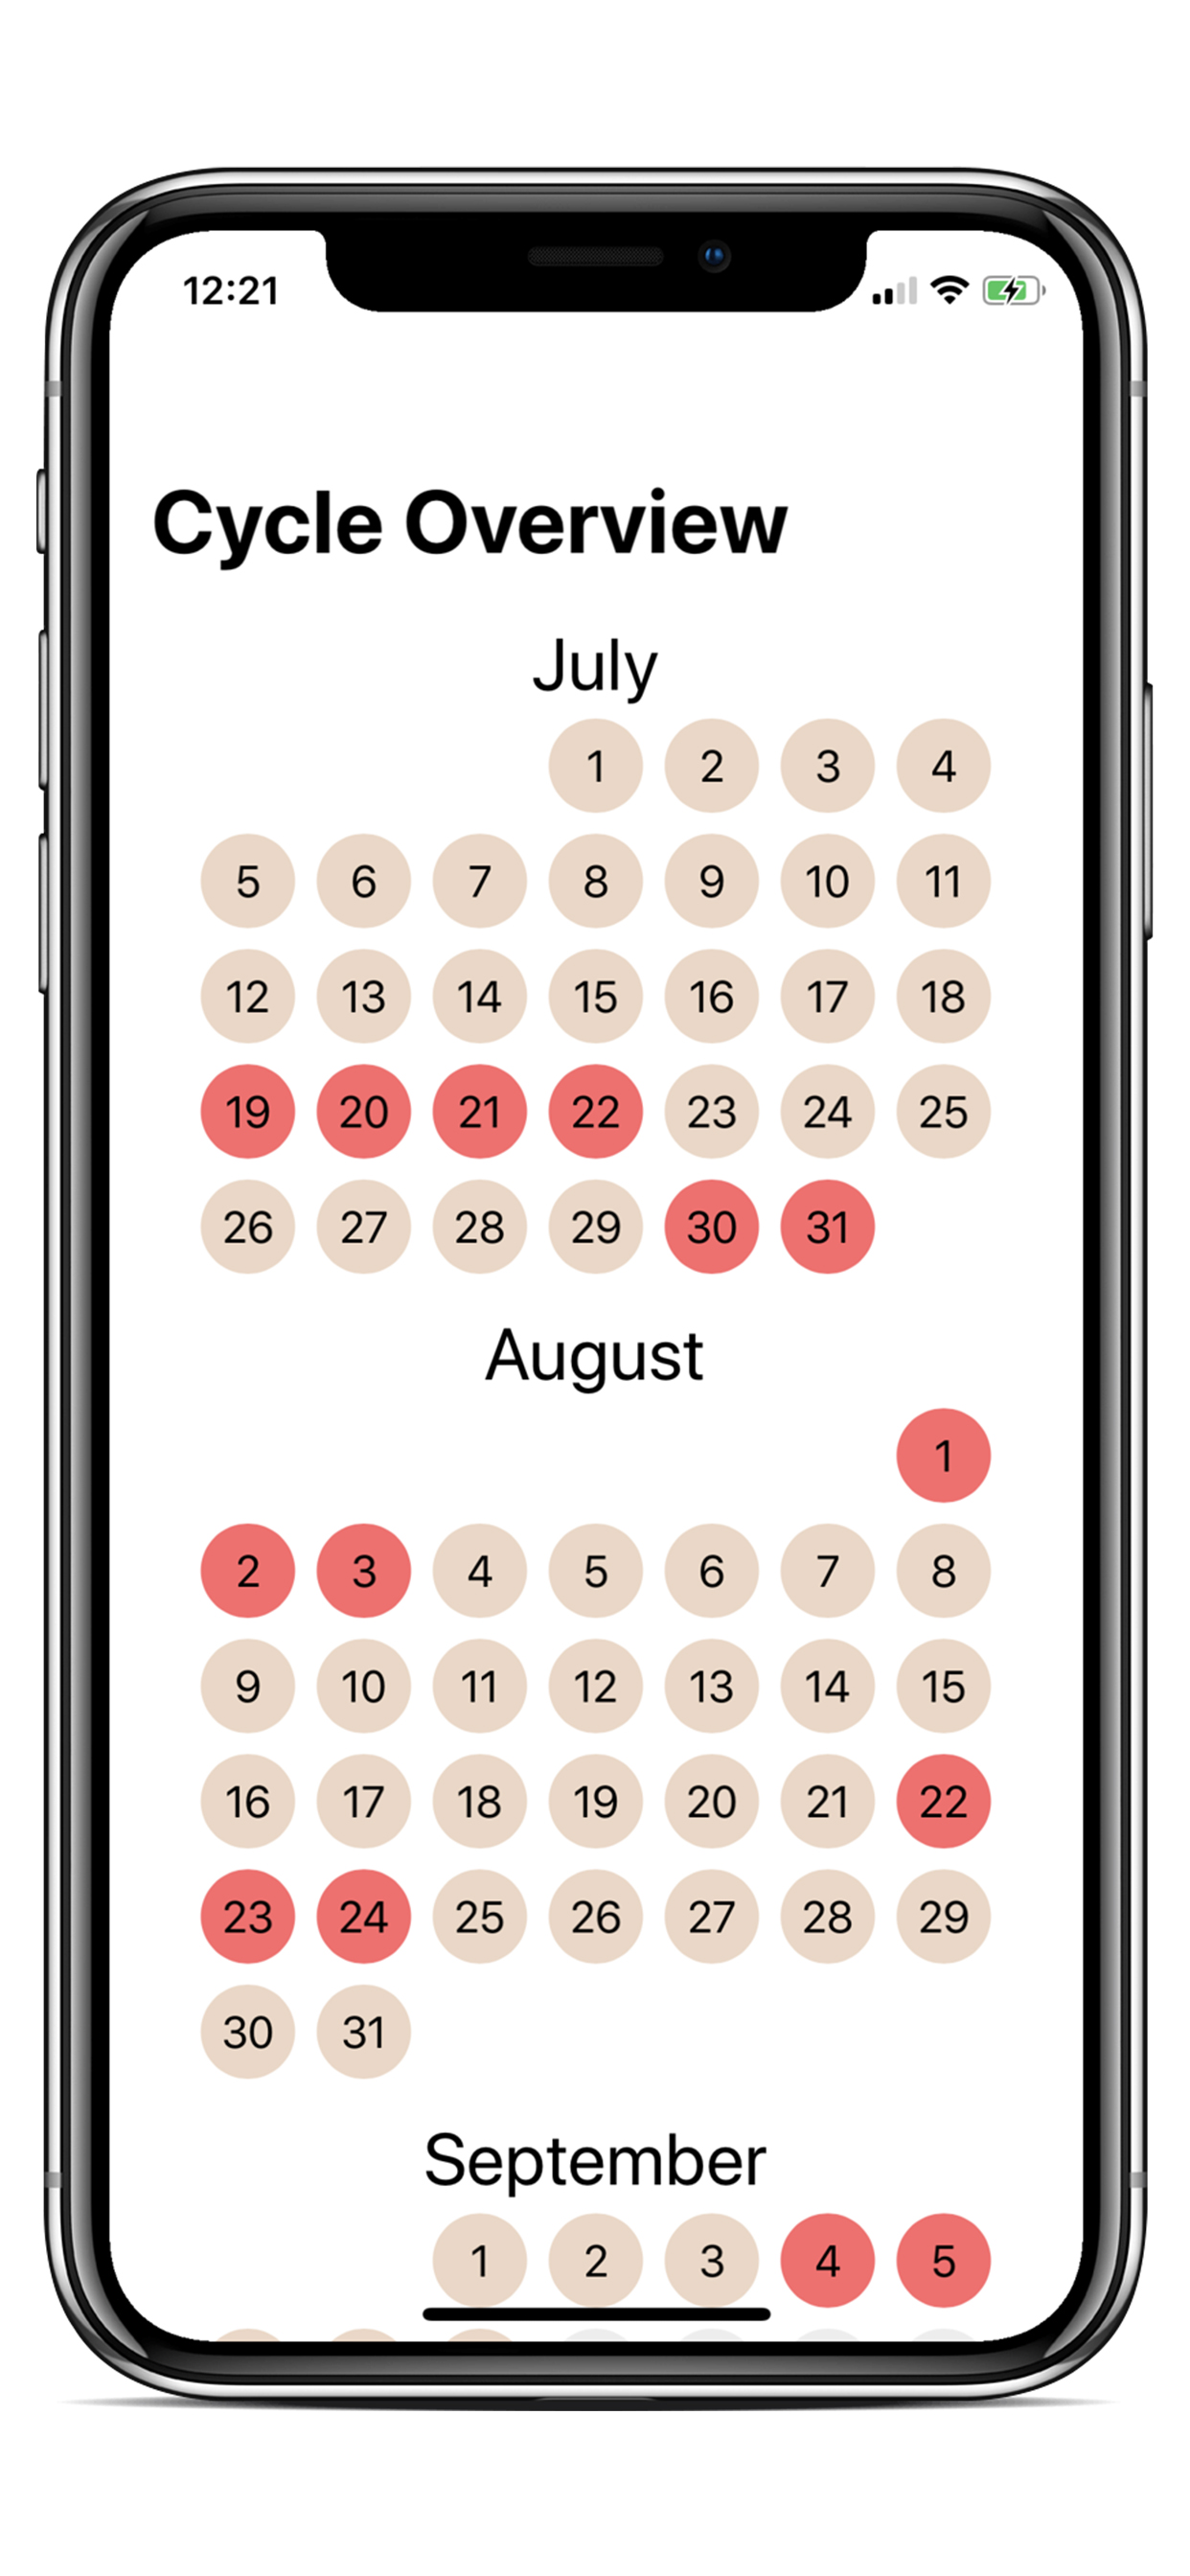 12:21
Cycle Overview
July
1 2 3 4
5 6 7 8 9 10 11
12 13 14 15 16 17 18
19 20 21 22 23 24 25
26 27 28 29 30 31
August
1
2 3 4 5 6 7 8
9 10 11 12 13 14 15
16 17 18 19 20 21 22
23 24 25 26 27 28 29
30 31
September
1 2 3 4 5